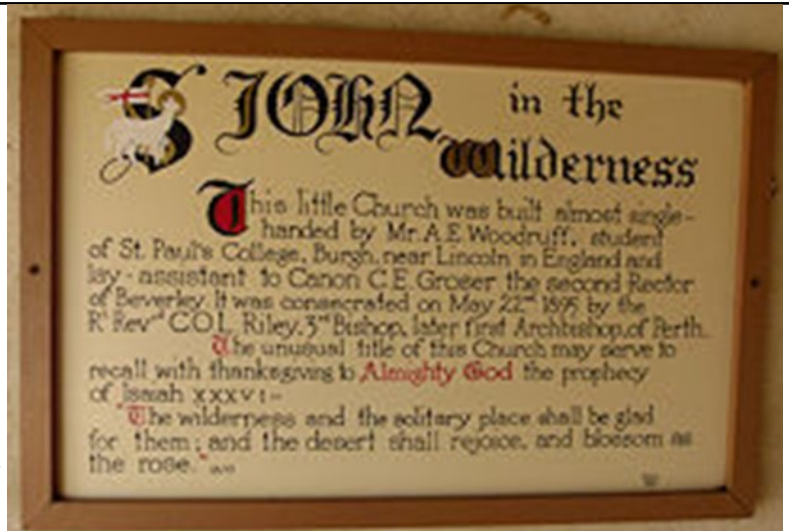 S JOHN in the
Wilderness
This little Church was built almost single-
handed by Mr. A.E. Woodruff, student
of St. Paul's College, Burgh, near Lincoln in England and
lay-assistant to Canon C.E. Groser the second Rector
of Beverley. It was consecrated on May 22nd 1895 by the
Rt Revd C.O.L. Riley, 3rd Bishop, later first Archbishop, of Perth.
The unusual title of this Church may serve to
recall with thanksgiving to Almighty God the prophecy
of Isaiah xxxv 1-
"The wilderness and the solitary place shall be glad
for them; and the desert shall rejoice, and blossom as
the rose."